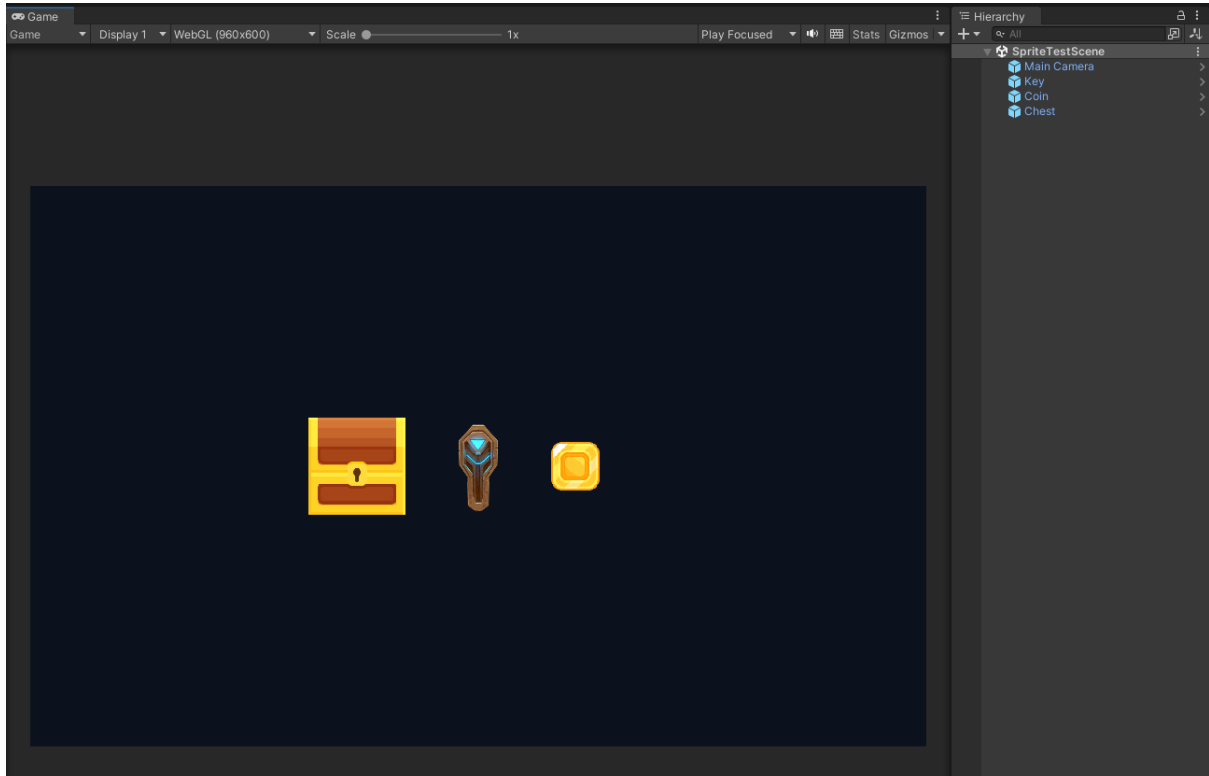 Game
Game Display 1 WebGL (960x600) Scale 1x Play Focused Stats Gizmos
Hierarchy
All
SpriteTestScene
Main Camera
Key
Coin
Chest